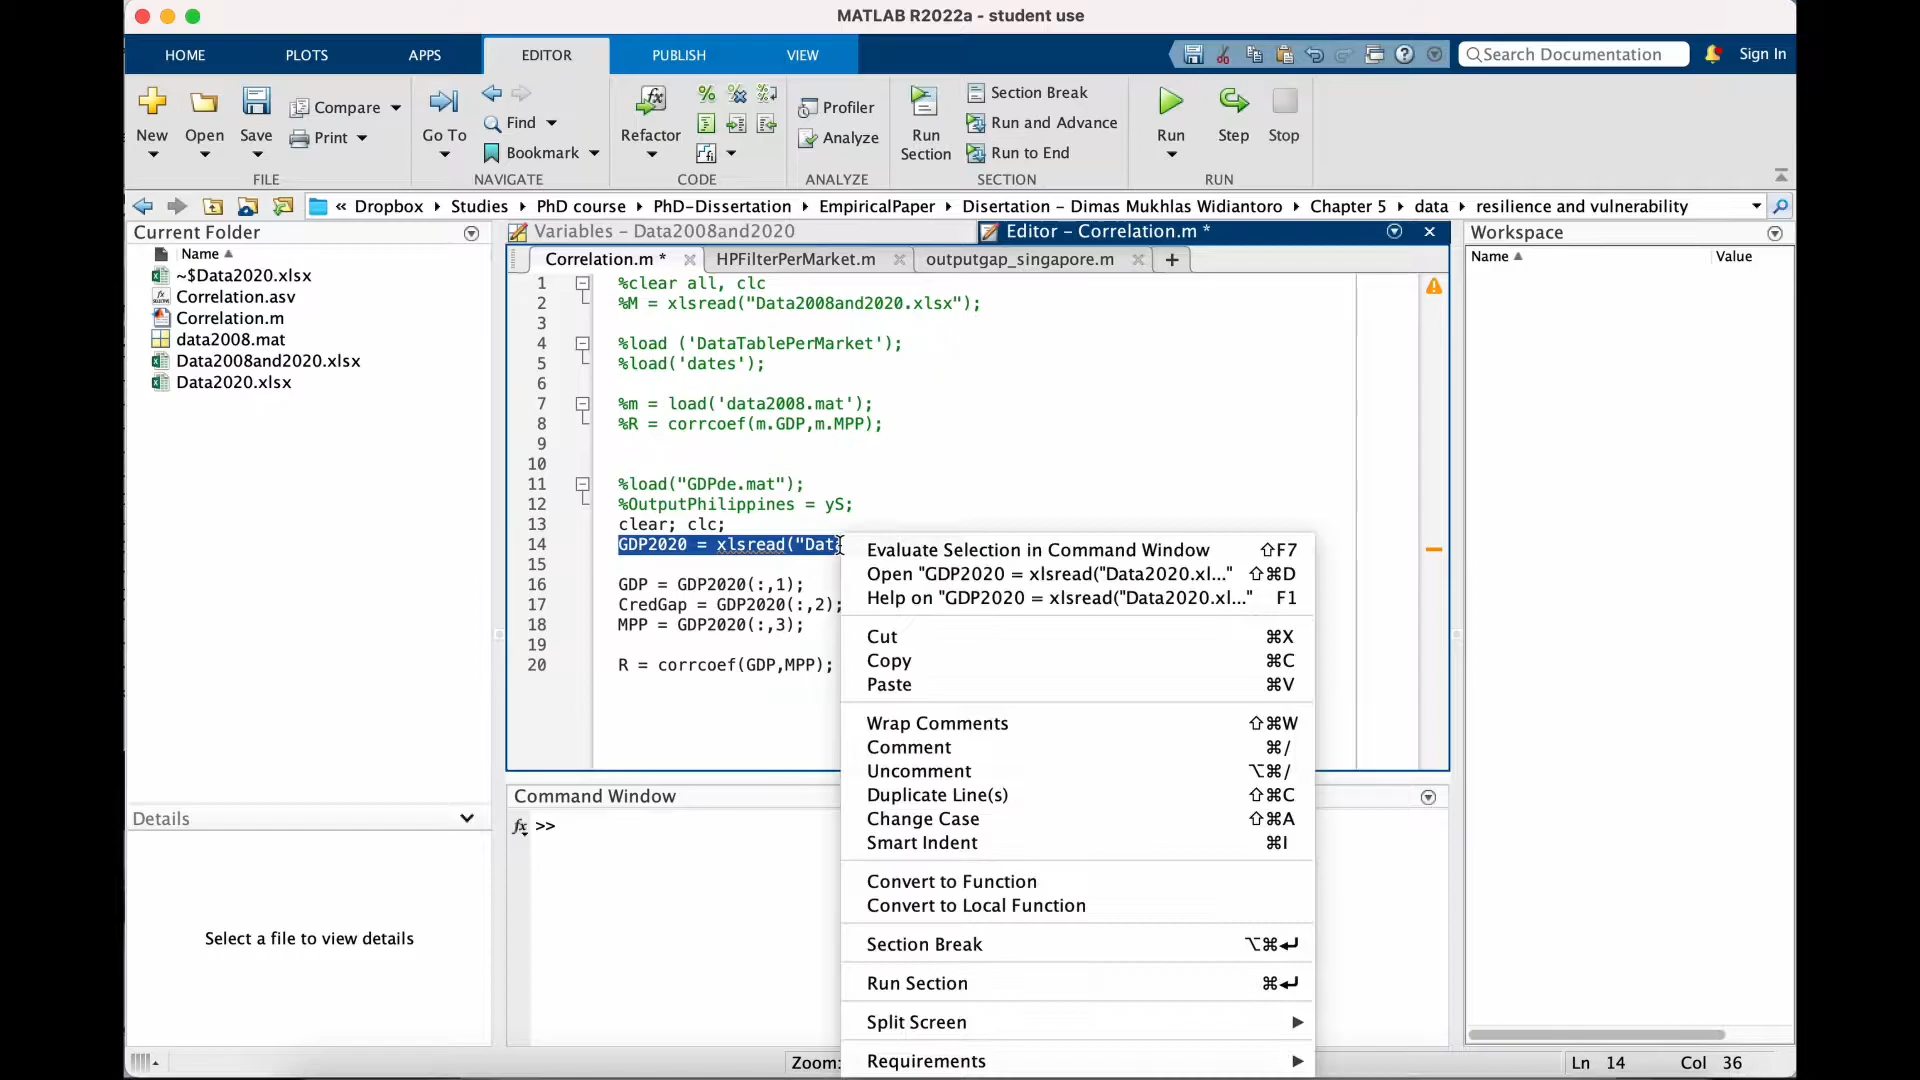 MATLAB R2022a - student use
HOME PLOTS APPS EDITOR PUBLISH VIEW Search Documentation Sign In
New Open Save Compare Print FILE
Go To Find Bookmark NAVIGATE
Refactor CODE
Profiler Analyze ANALYZE
Run Section Section Break Run and Advance Run to End SECTION
Run Step Stop RUN
« Dropbox Studies PhD course PhD-Dissertation EmpiricalPaper Disertation - Dimas Mukhlas Widiantoro Chapter 5 data resilience and vulnerability
Current Folder
Name
~$Data2020.xlsx
Correlation.asv
Correlation.m
data2008.mat
Data2008and2020.xlsx
Data2020.xlsx
Details
Select a file to view details
Variables - Data2008and2020 Editor - Correlation.m *
Correlation.m * HPFilterPerMarket.m outputgap_singapore.m +
1 %clear all, clc
2 %M = xlsread("Data2008and2020.xlsx");
3
4 %load ('DataTablePerMarket');
5 %load('dates');
6
7 %m = load('data2008.mat');
8 %R = corrcoef(m.GDP,m.MPP);
9
10
11 %load("GDPde.mat");
12 %OutputPhilippines = yS;
13 clear; clc;
14 GDP2020 = xlsread("Data
15
16 GDP = GDP2020(:,1);
17 CredGap = GDP2020(:,2);
18 MPP = GDP2020(:,3);
19
20 R = corrcoef(GDP,MPP);
Evaluate Selection in Command Window ⇧F7
Open "GDP2020 = xlsread("Data2020.xl..." ⇧⌘D
Help on "GDP2020 = xlsread("Data2020.xl..." F1
Cut ⌘X
Copy ⌘C
Paste ⌘V
Wrap Comments ⇧⌘W
Comment ⌘/
Uncomment ⌥⌘/
Duplicate Line(s) ⇧⌘C
Change Case ⇧⌘A
Smart Indent ⌘I
Convert to Function
Convert to Local Function
Section Break ⌥⌘↵
Run Section ⌘↵
Split Screen
Requirements
Command Window
fx >>
Workspace
Name Value
Zoom: Ln 14 Col 36